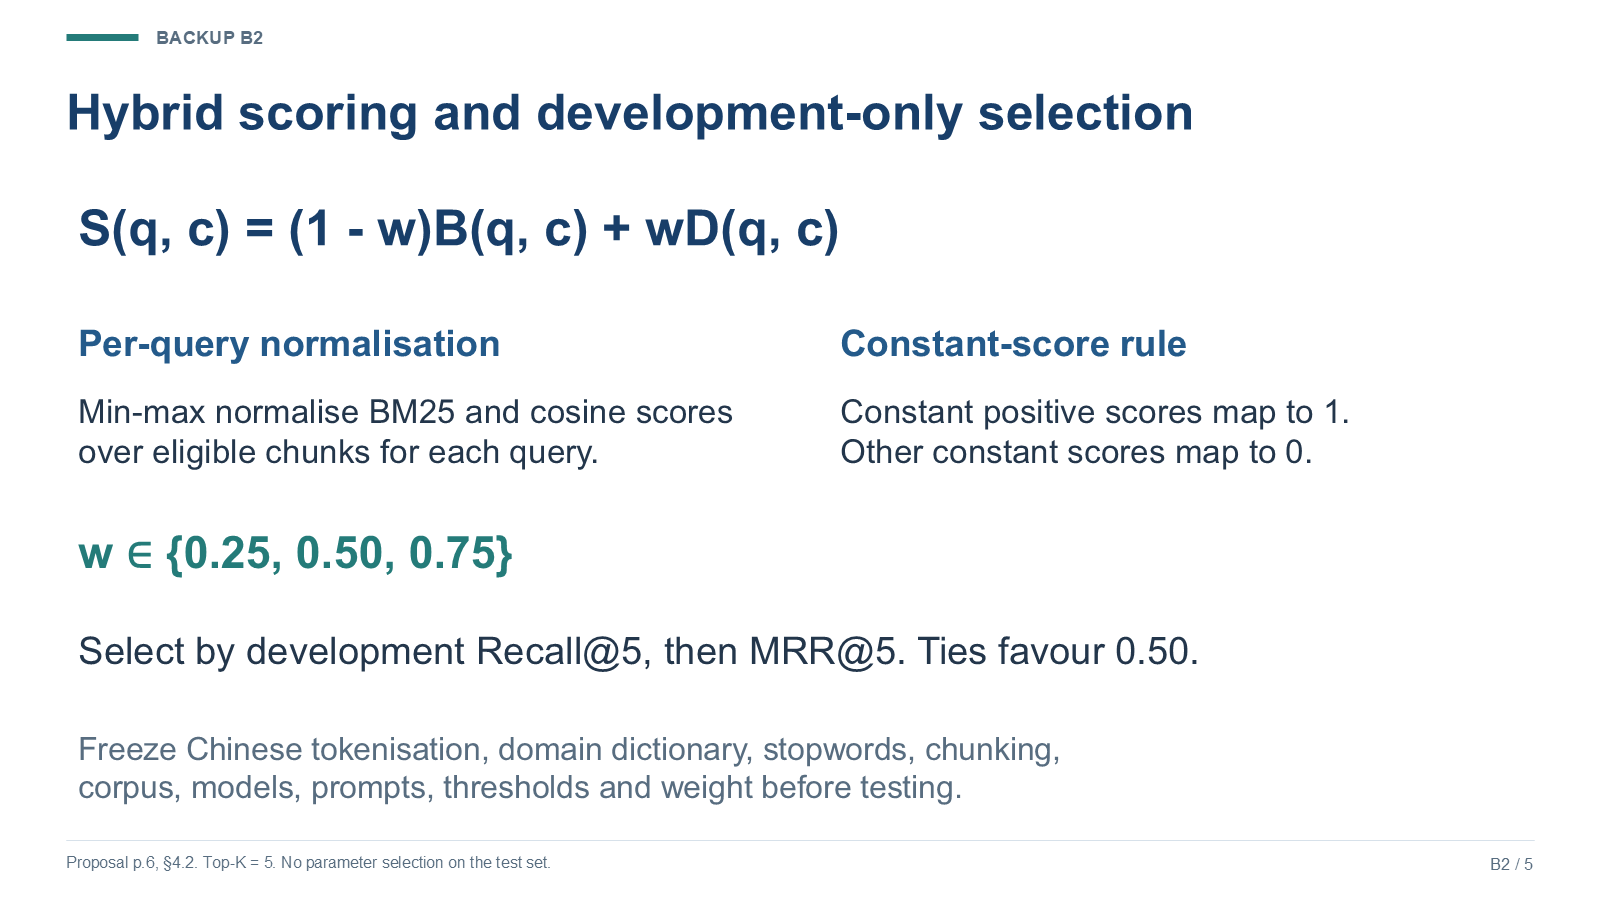 BACKUP B2
Hybrid scoring and development-only selection
S(q, c) = (1 - w)B(q, c) + wD(q, c)
Per-query normalisation
Min-max normalise BM25 and cosine scores
over eligible chunks for each query.
Constant-score rule
Constant positive scores map to 1.
Other constant scores map to 0.
w ∈ {0.25, 0.50, 0.75}
Select by development Recall@5, then MRR@5. Ties favour 0.50.
Freeze Chinese tokenisation, domain dictionary, stopwords, chunking,
corpus, models, prompts, thresholds and weight before testing.
Proposal p.6, §4.2. Top-K = 5. No parameter selection on the test set.
B2 / 5